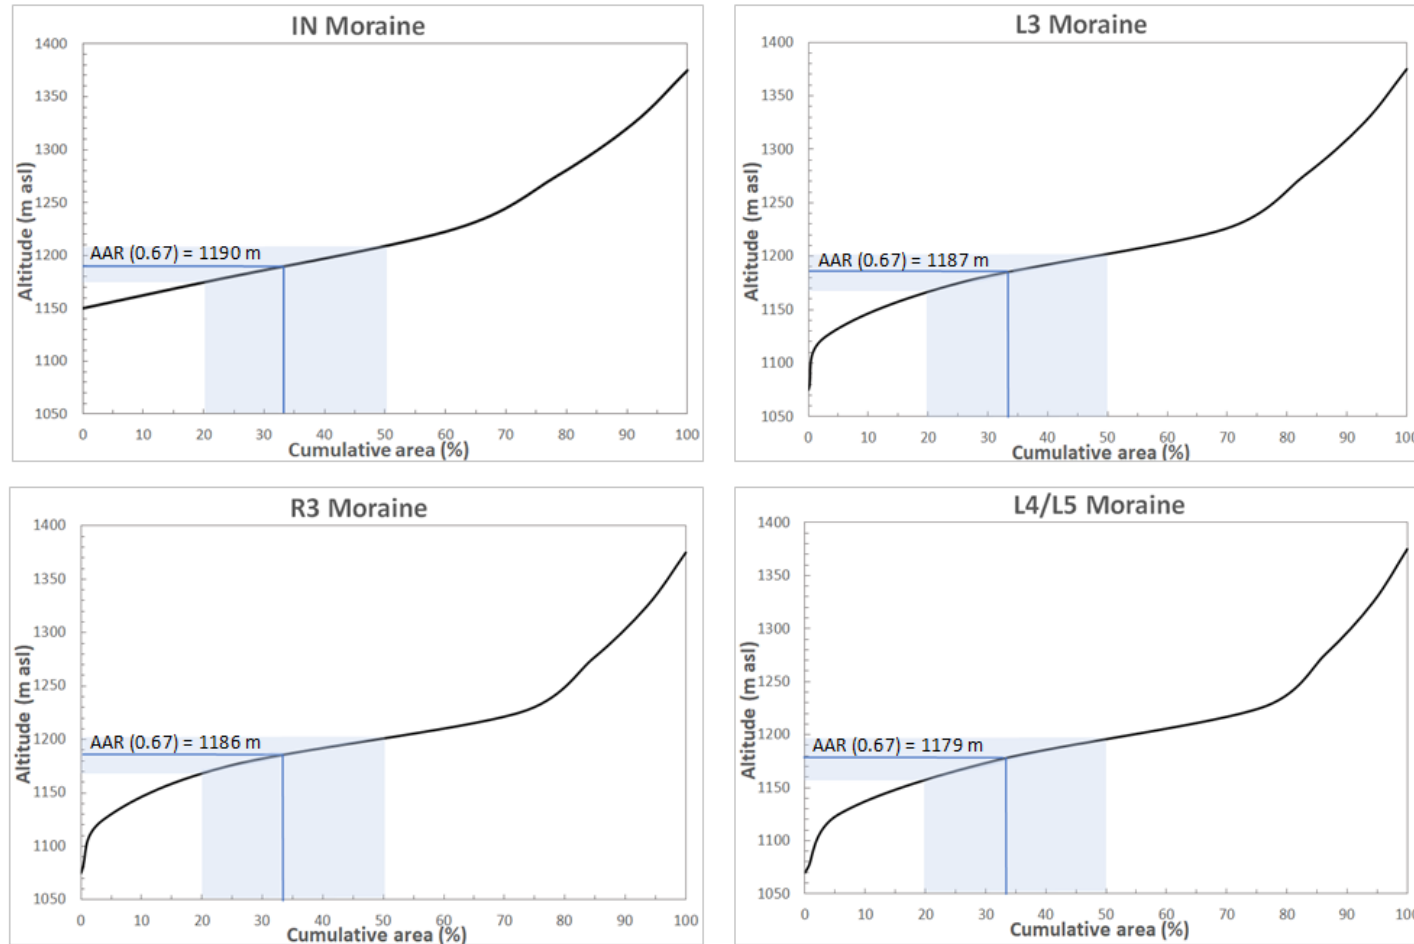 IN Moraine
1400
1350
1300
1250
1200
1150
1100
1050
Altitude (m asl)
AAR (0.67) = 1190 m
0 10 20 30 40 50 60 70 80 90 100
Cumulative area (%)
L3 Moraine
1400
1350
1300
1250
1200
1150
1100
1050
Altitude (m asl)
AAR (0.67) = 1187 m
0 10 20 30 40 50 60 70 80 90 100
Cumulative area (%)
R3 Moraine
1400
1350
1300
1250
1200
1150
1100
1050
Altitude (m asl)
AAR (0.67) = 1186 m
0 10 20 30 40 50 60 70 80 90 100
Cumulative area (%)
L4/L5 Moraine
1400
1350
1300
1250
1200
1150
1100
1050
Altitude (m asl)
AAR (0.67) = 1179 m
0 10 20 30 40 50 60 70 80 90 100
Cumulative area (%)